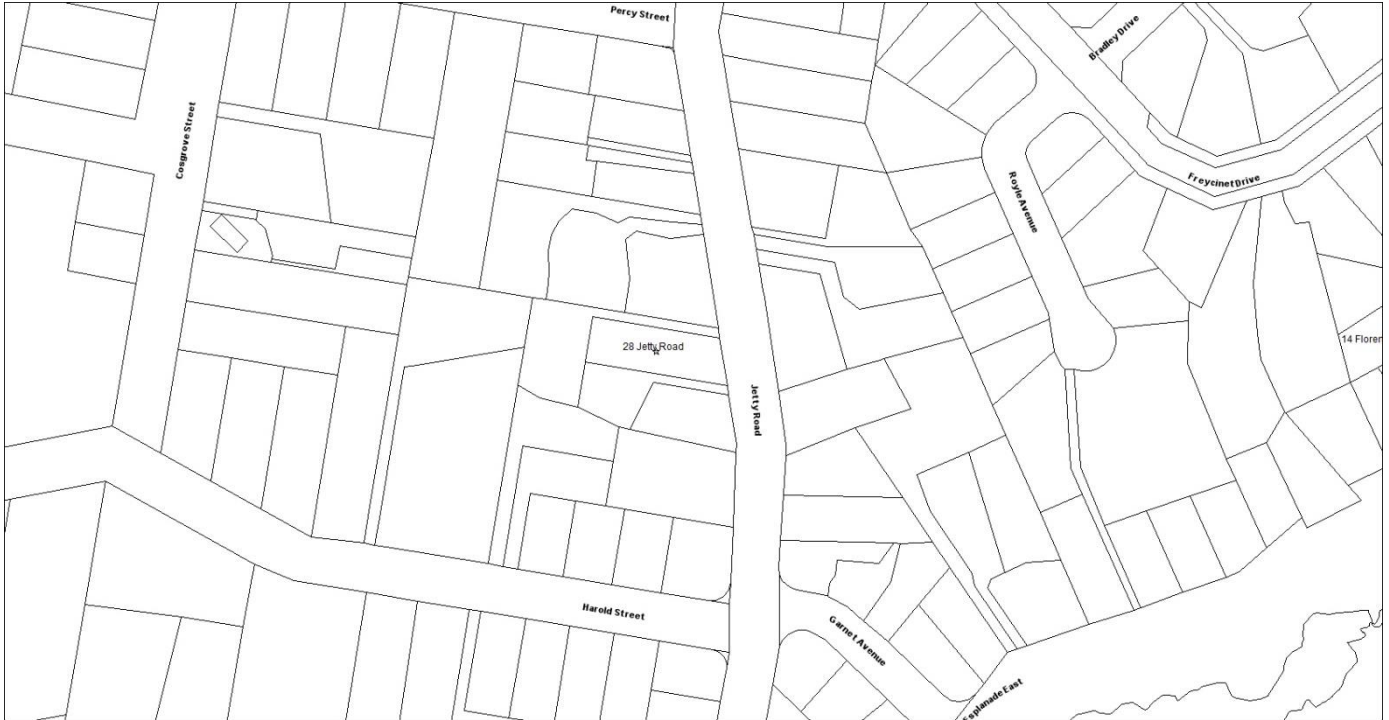 Percy Street
Bradley Drive
Cosgrove Street
Freycinet Drive
Royle Avenue
28 Jetty Road
14 Floren
Jetty Road
Harold Street
Garnet Avenue
Esplanade East